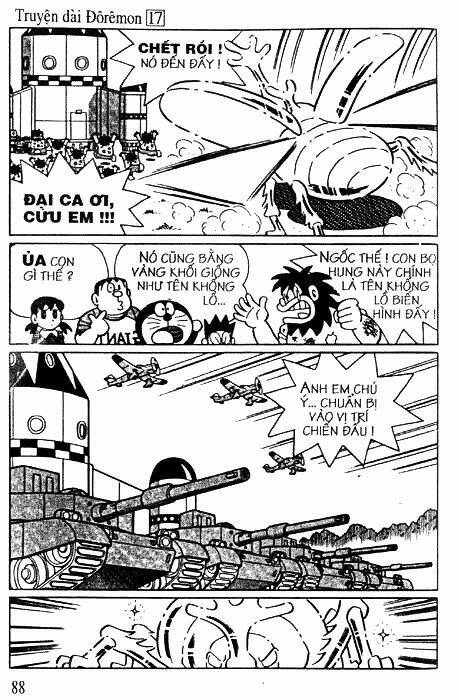 Truyện dài Đôrêmon 17
CHẾT RỒI !
NÓ ĐẾN ĐẤY !
ĐẠI CA ƠI,
CỨU EM !!!
ỦA CON
GÌ THẾ ?
NÓ CŨNG BẰNG
VÀNG KHỐI GIỐNG
NHƯ TÊN KHỔNG
LỒ...
NGỐC THẾ ! CON BỌ
HUNG NÀY CHÍNH
LÀ TÊN KHỔNG
LỒ BIẾN
HÌNH ĐẤY !
ANH EM CHÚ
Ý... CHUẨN BỊ
VÀO VỊ TRÍ
CHIẾN ĐẤU !
88